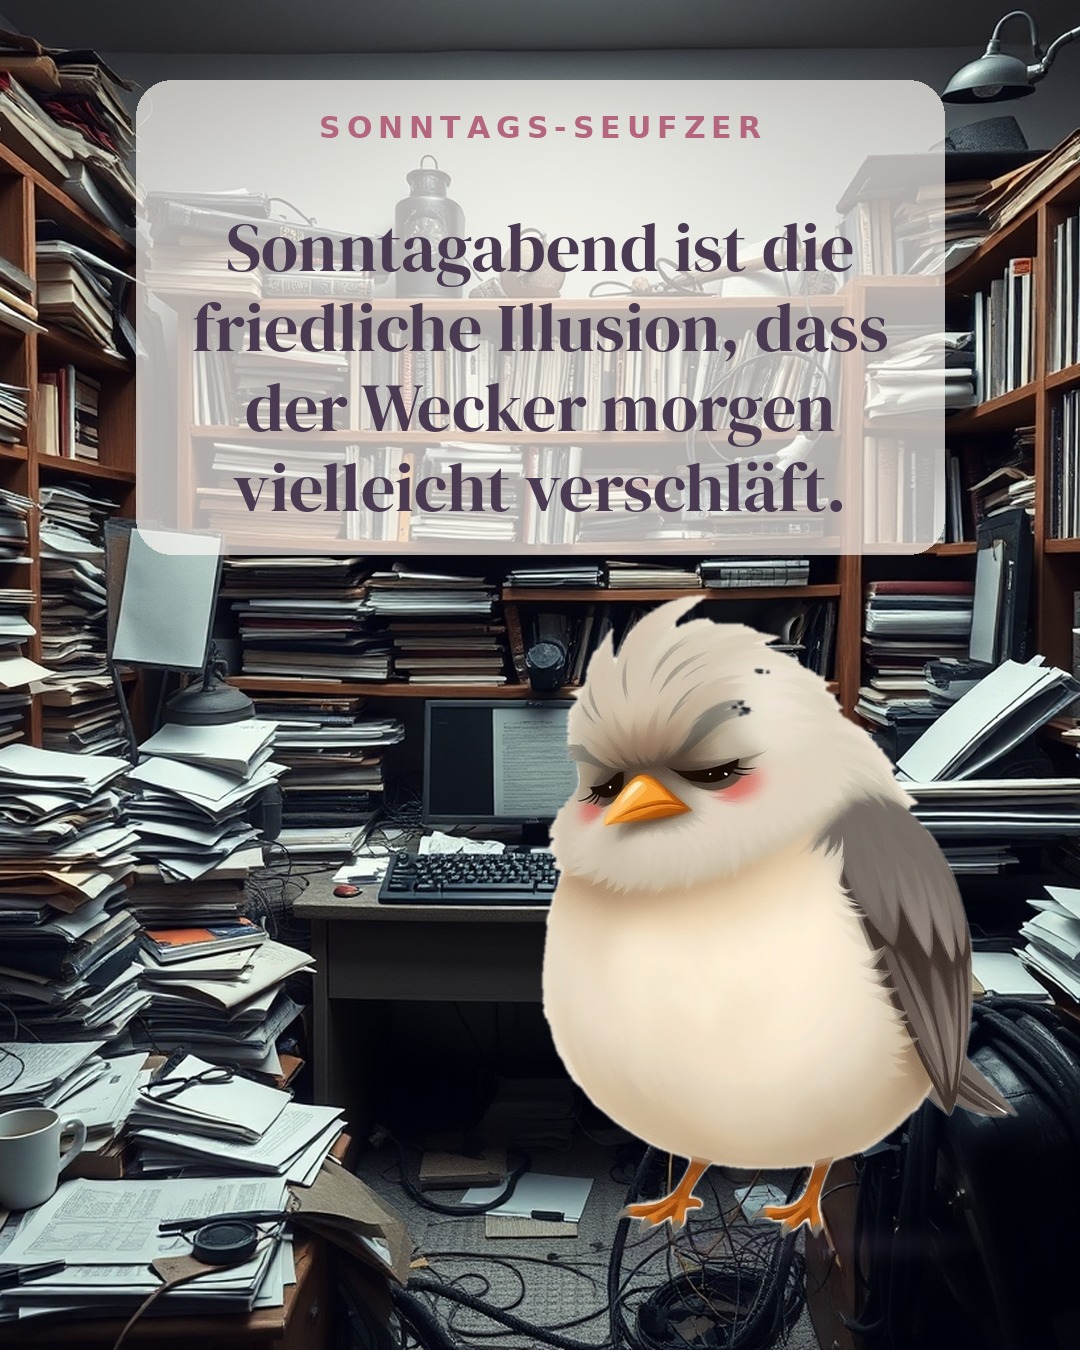 SONNTAGS-SEUFZER
Sonntagabend ist die
friedliche Illusion, dass
der Wecker morgen
vielleicht verschläft.